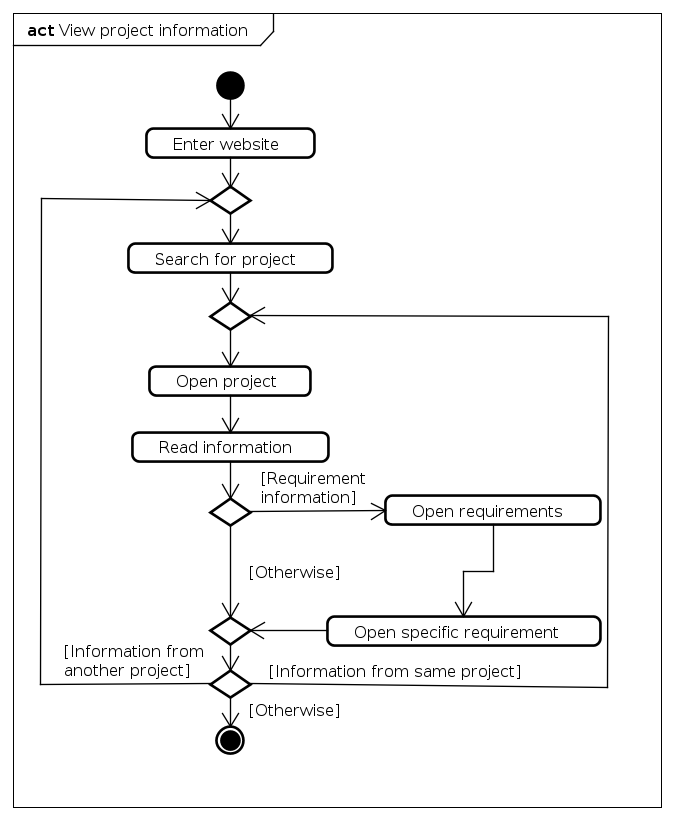 act View project information
Enter website
Search for project
Open project
Read information
[Requirement
information]
Open requirements
[Otherwise]
Open specific requirement
[Information from
another project]
[Information from same project]
[Otherwise]